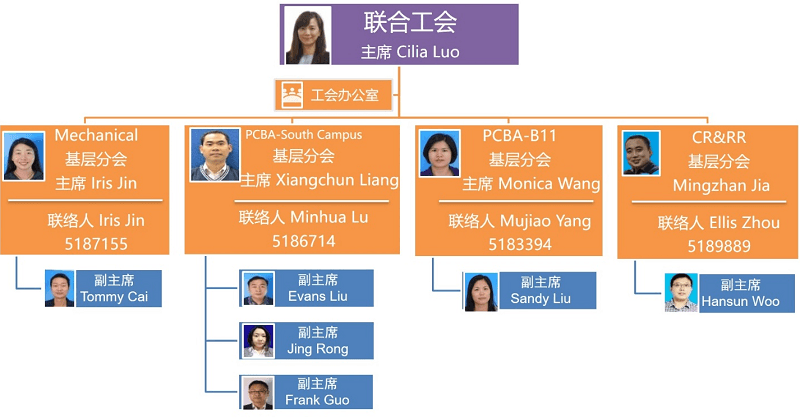 联合工会
主席 Cilia Luo
工会办公室
Mechanical
基层分会
主席 Iris Jin
联络人 Iris Jin
5187155
副主席
Tommy Cai
PCBA-South Campus
基层分会
主席 Xiangchun Liang
联络人 Minhua Lu
5186714
副主席
Evans Liu
副主席
Jing Rong
副主席
Frank Guo
PCBA-B11
基层分会
主席 Monica Wang
联络人 Mujiao Yang
5183394
副主席
Sandy Liu
CR&RR
基层分会
Mingzhan Jia
联络人 Ellis Zhou
5189889
副主席
Hansun Woo